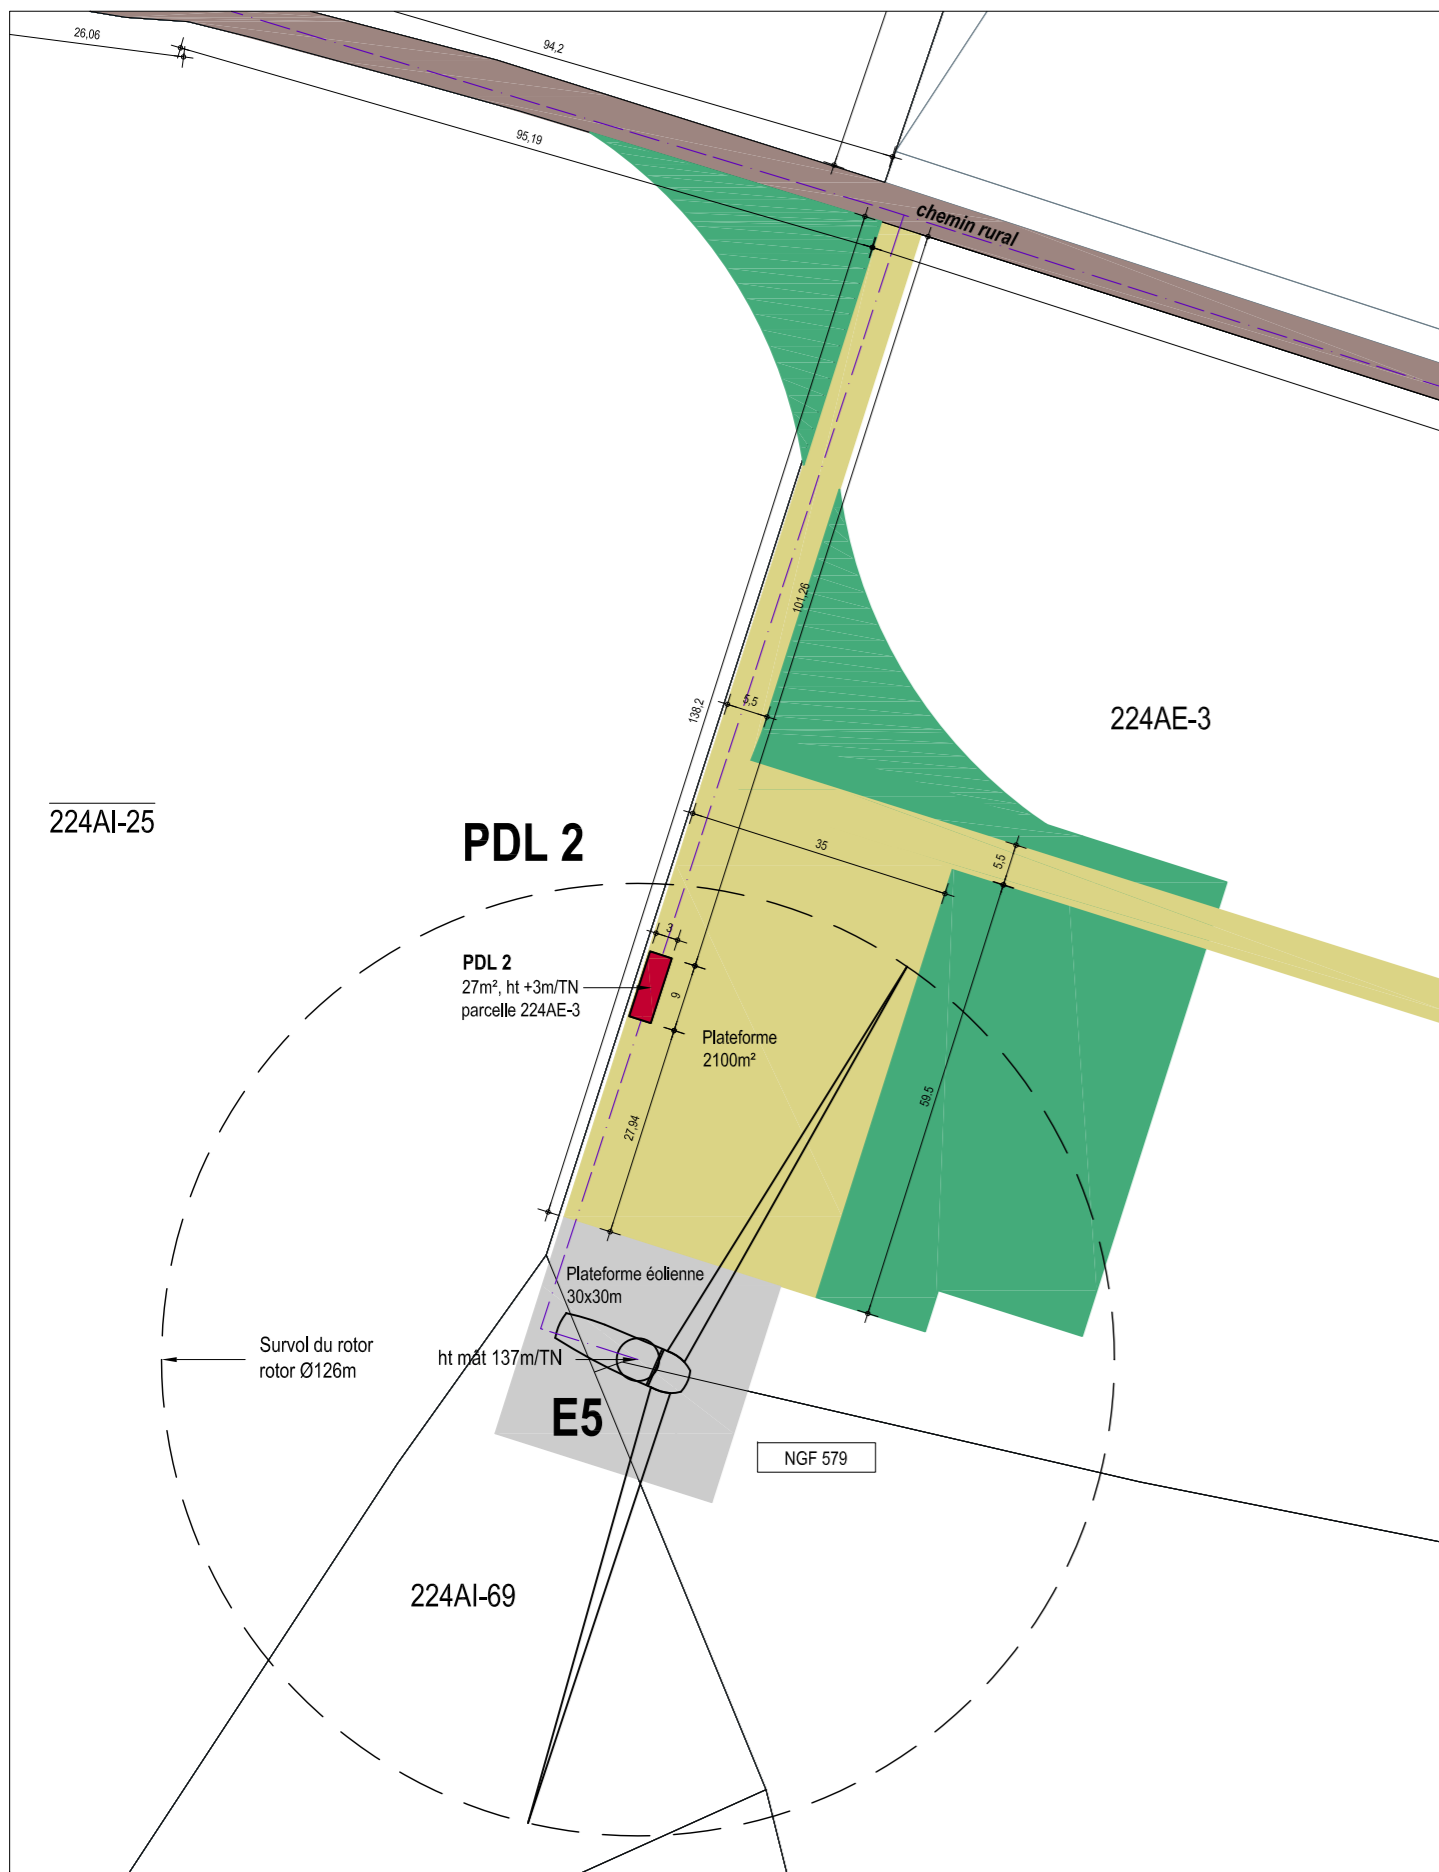 26,06
94,2
95,19
chemin rural
101,26
138,2
5,5
224AE-3
224AI-25
PDL 2
35
5,5
3
PDL 2
27m², ht +3m/TN
parcelle 224AE-3
9
Plateforme
2100m²
59.5
27,94
Plateforme éolienne
30x30m
Survol du rotor
rotor Ø126m
ht mât 137m/TN
E5
NGF 579
224AI-69